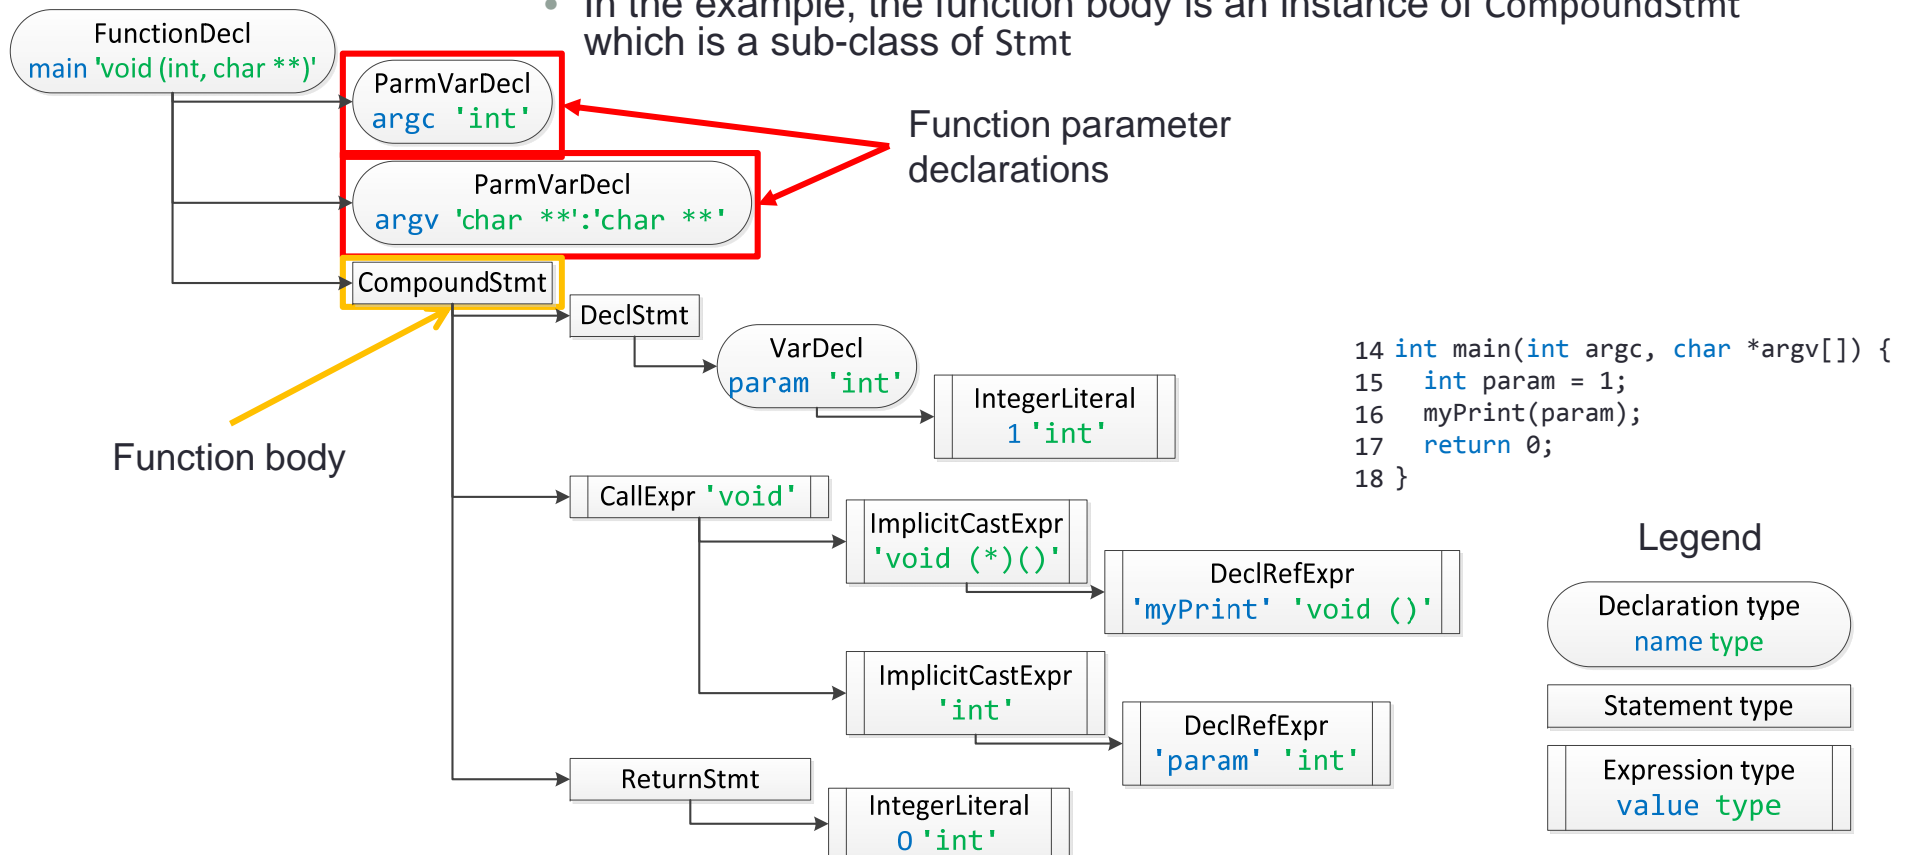 • In the example, the function body is an instance of CompoundStmt
which is a sub-class of Stmt
FunctionDecl
main 'void (int, char **)'
ParmVarDecl
argc 'int'
Function parameter
declarations
ParmVarDecl
argv 'char **':'char **'
CompoundStmt
DeclStmt
VarDecl
param 'int'
IntegerLiteral
1 'int'
Function body
CallExpr 'void'
ImplicitCastExpr
'void (*)()'
DeclRefExpr
'myPrint' 'void ()'
ImplicitCastExpr
'int'
DeclRefExpr
'param' 'int'
ReturnStmt
IntegerLiteral
0 'int'
14 int main(int argc, char *argv[]) {
15 int param = 1;
16 myPrint(param);
17 return 0;
18 }
Legend
Declaration type
name type
Statement type
Expression type
value type